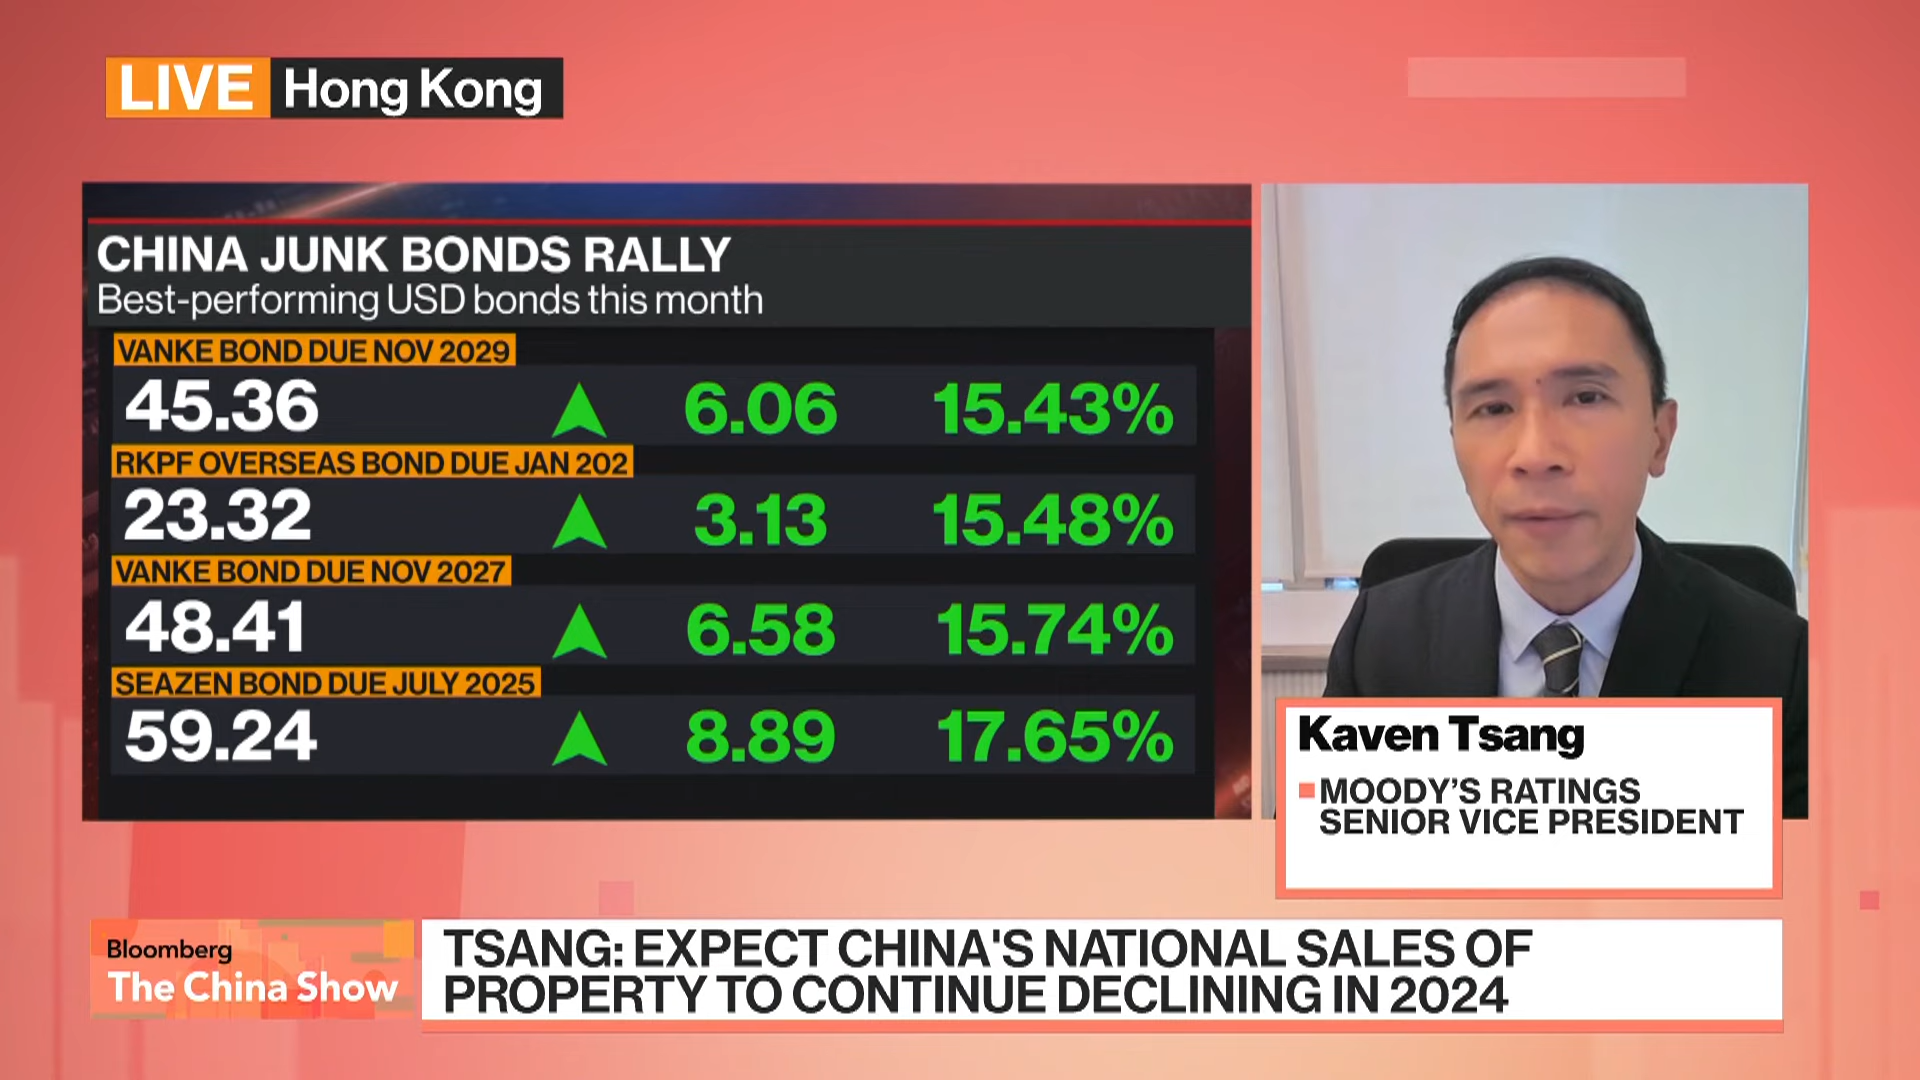 LIVE Hong Kong
CHINA JUNK BONDS RALLY
Best-performing USD bonds this month
VANKE BOND DUE NOV 2029
45.36 ▲ 6.06 15.43%
RKPF OVERSEAS BOND DUE JAN 202
23.32 ▲ 3.13 15.48%
VANKE BOND DUE NOV 2027
48.41 ▲ 6.58 15.74%
SEAZEN BOND DUE JULY 2025
59.24 ▲ 8.89 17.65%
Kaven Tsang
MOODY'S RATINGS
SENIOR VICE PRESIDENT
Bloomberg
The China Show
TSANG: EXPECT CHINA'S NATIONAL SALES OF
PROPERTY TO CONTINUE DECLINING IN 2024